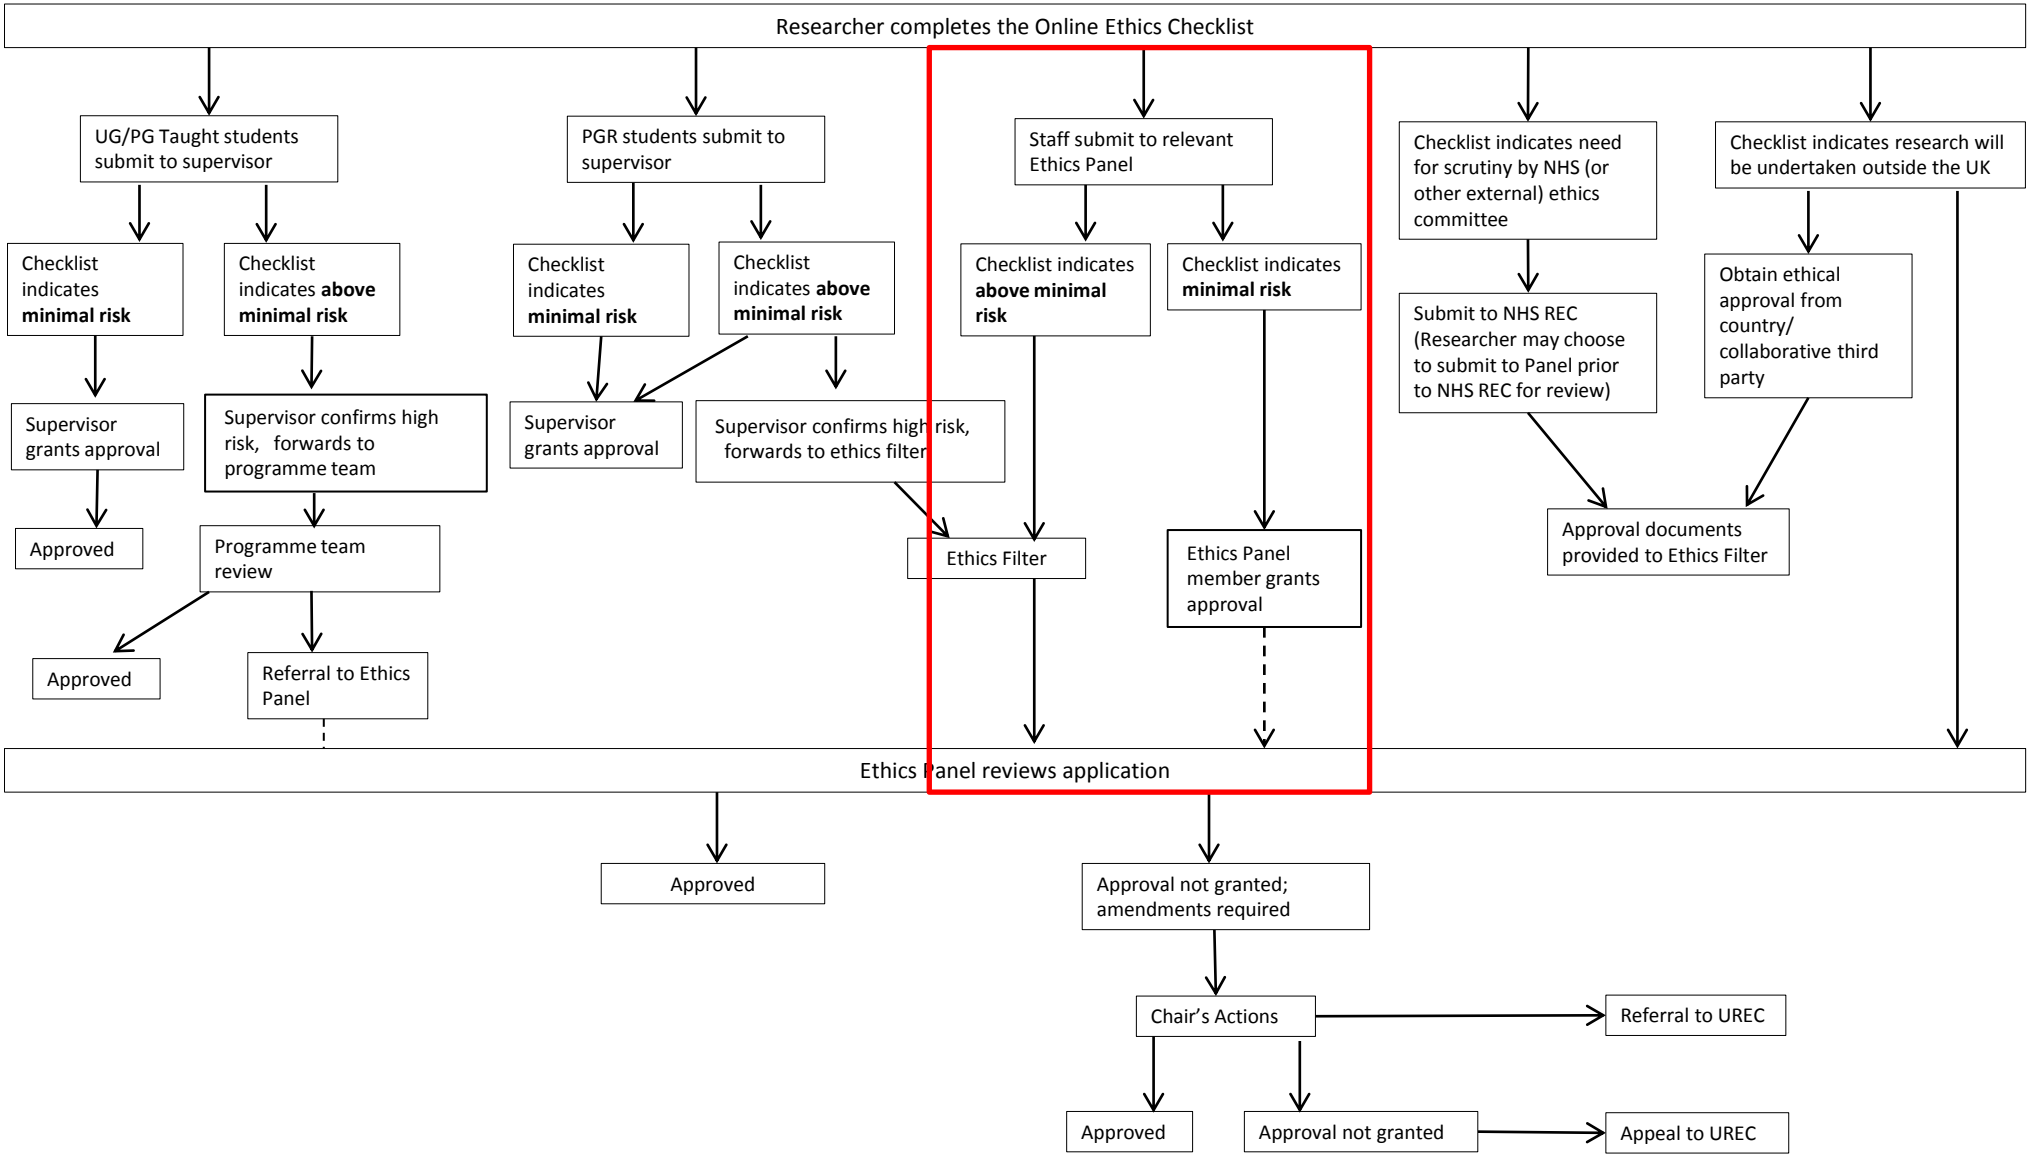 Researcher completes the Online Ethics Checklist
UG/PG Taught students
submit to supervisor
PGR students submit to
supervisor
Staff submit to relevant
Ethics Panel
Checklist indicates need
for scrutiny by NHS (or
other external) ethics
committee
Checklist indicates research will
be undertaken outside the UK
Checklist
indicates
minimal risk
Checklist
indicates above
minimal risk
Checklist
indicates
minimal risk
Checklist
indicates above
minimal risk
Checklist indicates
above minimal
risk
Checklist indicates
minimal risk
Submit to NHS REC
(Researcher may choose
to submit to Panel prior
to NHS REC for review)
Obtain ethical
approval from
country/
collaborative third
party
Supervisor
grants approval
Supervisor confirms high
risk, forwards to
programme team
Supervisor
grants approval
Supervisor confirms high risk,
forwards to ethics filter
Approved
Programme team
review
Ethics Filter
Ethics Panel
member grants
approval
Approval documents
provided to Ethics Filter
Approved
Referral to Ethics
Panel
Ethics Panel reviews application
Approved
Approval not granted;
amendments required
Chair's Actions
Referral to UREC
Approved
Approval not granted
Appeal to UREC